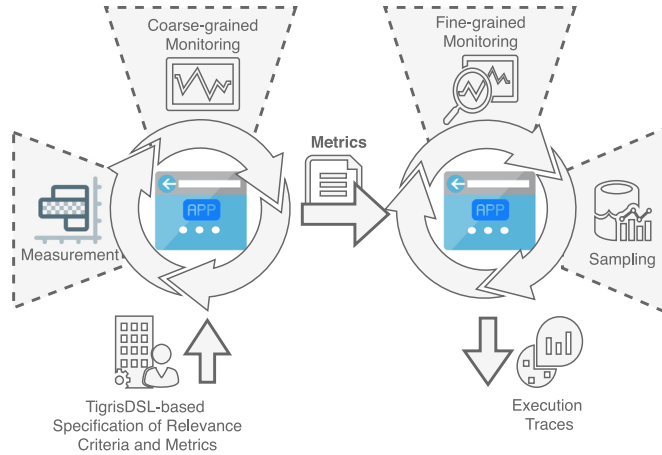 Coarse-grained
Monitoring
Fine-grained
Monitoring
Metrics
APP
APP
Measurement
Sampling
TigrisDSL-based
Specification of Relevance
Criteria and Metrics
Execution
Traces